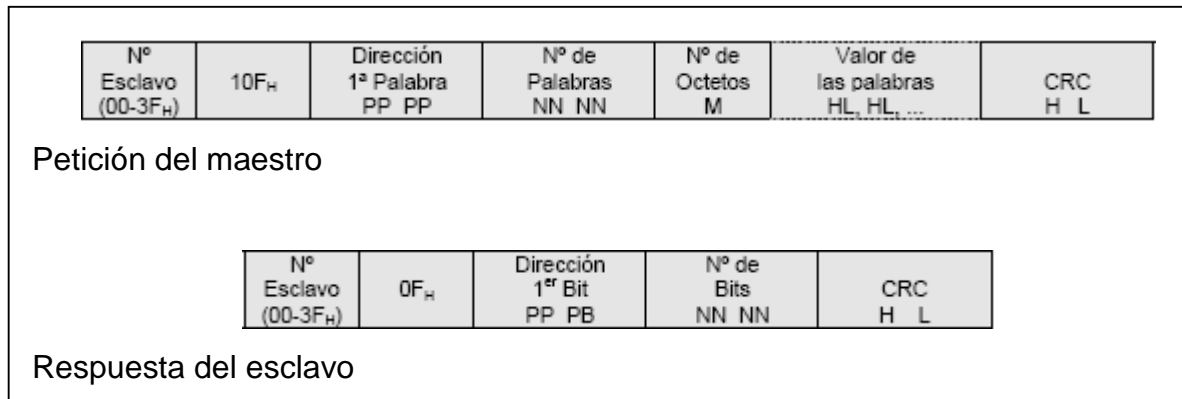 Nº Esclavo (00-3FH)
10FH
Dirección 1ª Palabra PP PP
Nº de Palabras NN NN
Nº de Octetos M
Valor de las palabras HL, HL, ...
CRC H L
Petición del maestro
Nº Esclavo (00-3FH)
0FH
Dirección 1er Bit PP PB
Nº de Bits NN NN
CRC H L
Respuesta del esclavo